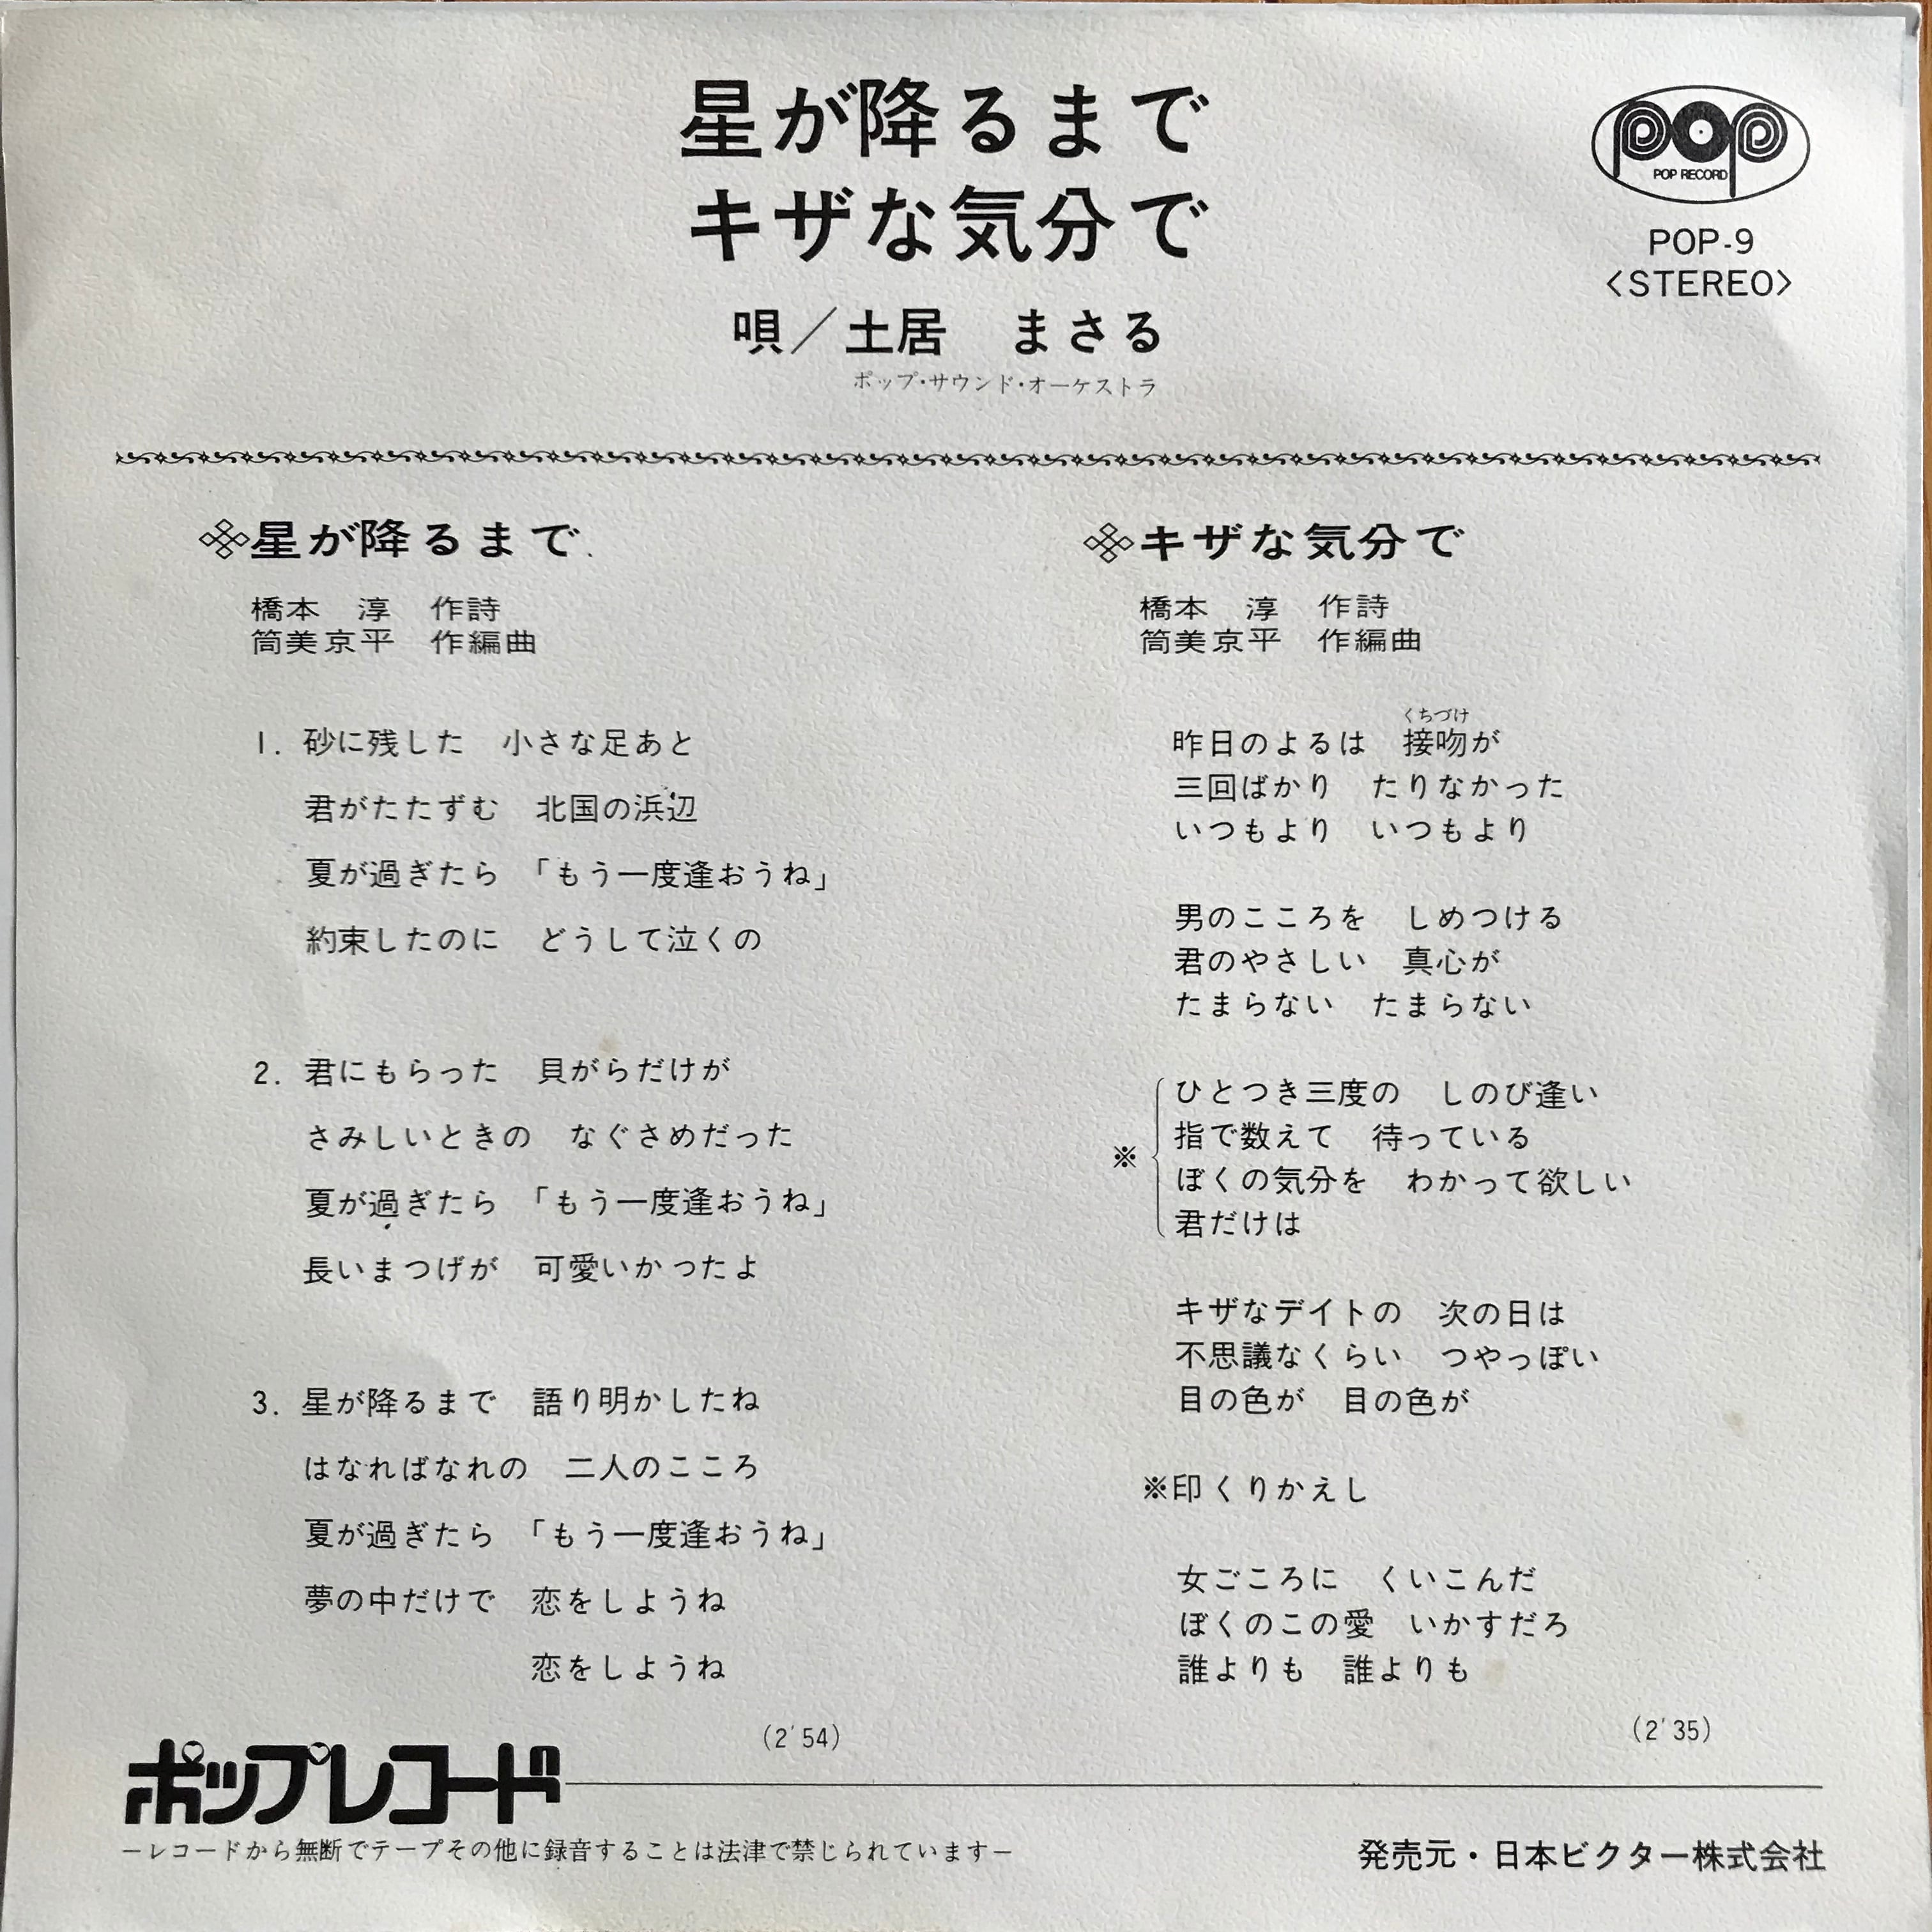 星が降るまで
キザな気分で
唄／土居　まさる
ポップ・サウンド・オーケストラ
POP
POP RECORD
POP-9
<STEREO>
星が降るまで
橋本　淳　作詩
筒美京平　作編曲
1. 砂に残した　小さな足あと
君がたたずむ　北国の浜辺
夏が過ぎたら　「もう一度逢おうね」
約束したのに　どうして泣くの
2. 君にもらった　貝がらだけが
さみしいときの　なぐさめだった
夏が過ぎたら　「もう一度逢おうね」
長いまつげが　可愛いかったよ
3. 星が降るまで　語り明かしたね
はなればなれの　二人のこころ
夏が過ぎたら　「もう一度逢おうね」
夢の中だけで　恋をしようね
恋をしようね
(2′54)
キザな気分で
橋本　淳　作詩
筒美京平　作編曲
くちづけ
昨日のよるは　接吻が
三回ばかり　たりなかった
いつもより　いつもより
男のこころを　しめつける
君のやさしい　真心が
たまらない　たまらない
※
ひとつき三度の　しのび逢い
指で数えて　待っている
ぼくの気分を　わかって欲しい
君だけは
キザなデイトの　次の日は
不思議なくらい　つやっぽい
目の色が　目の色が
※印くりかえし
女ごころに　くいこんだ
ぼくのこの愛　いかすだろ
誰よりも　誰よりも
(2′35)
ポップレコード
－レコードから無断でテープその他に録音することは法津で禁じられています－
発売元・日本ビクター株式会社